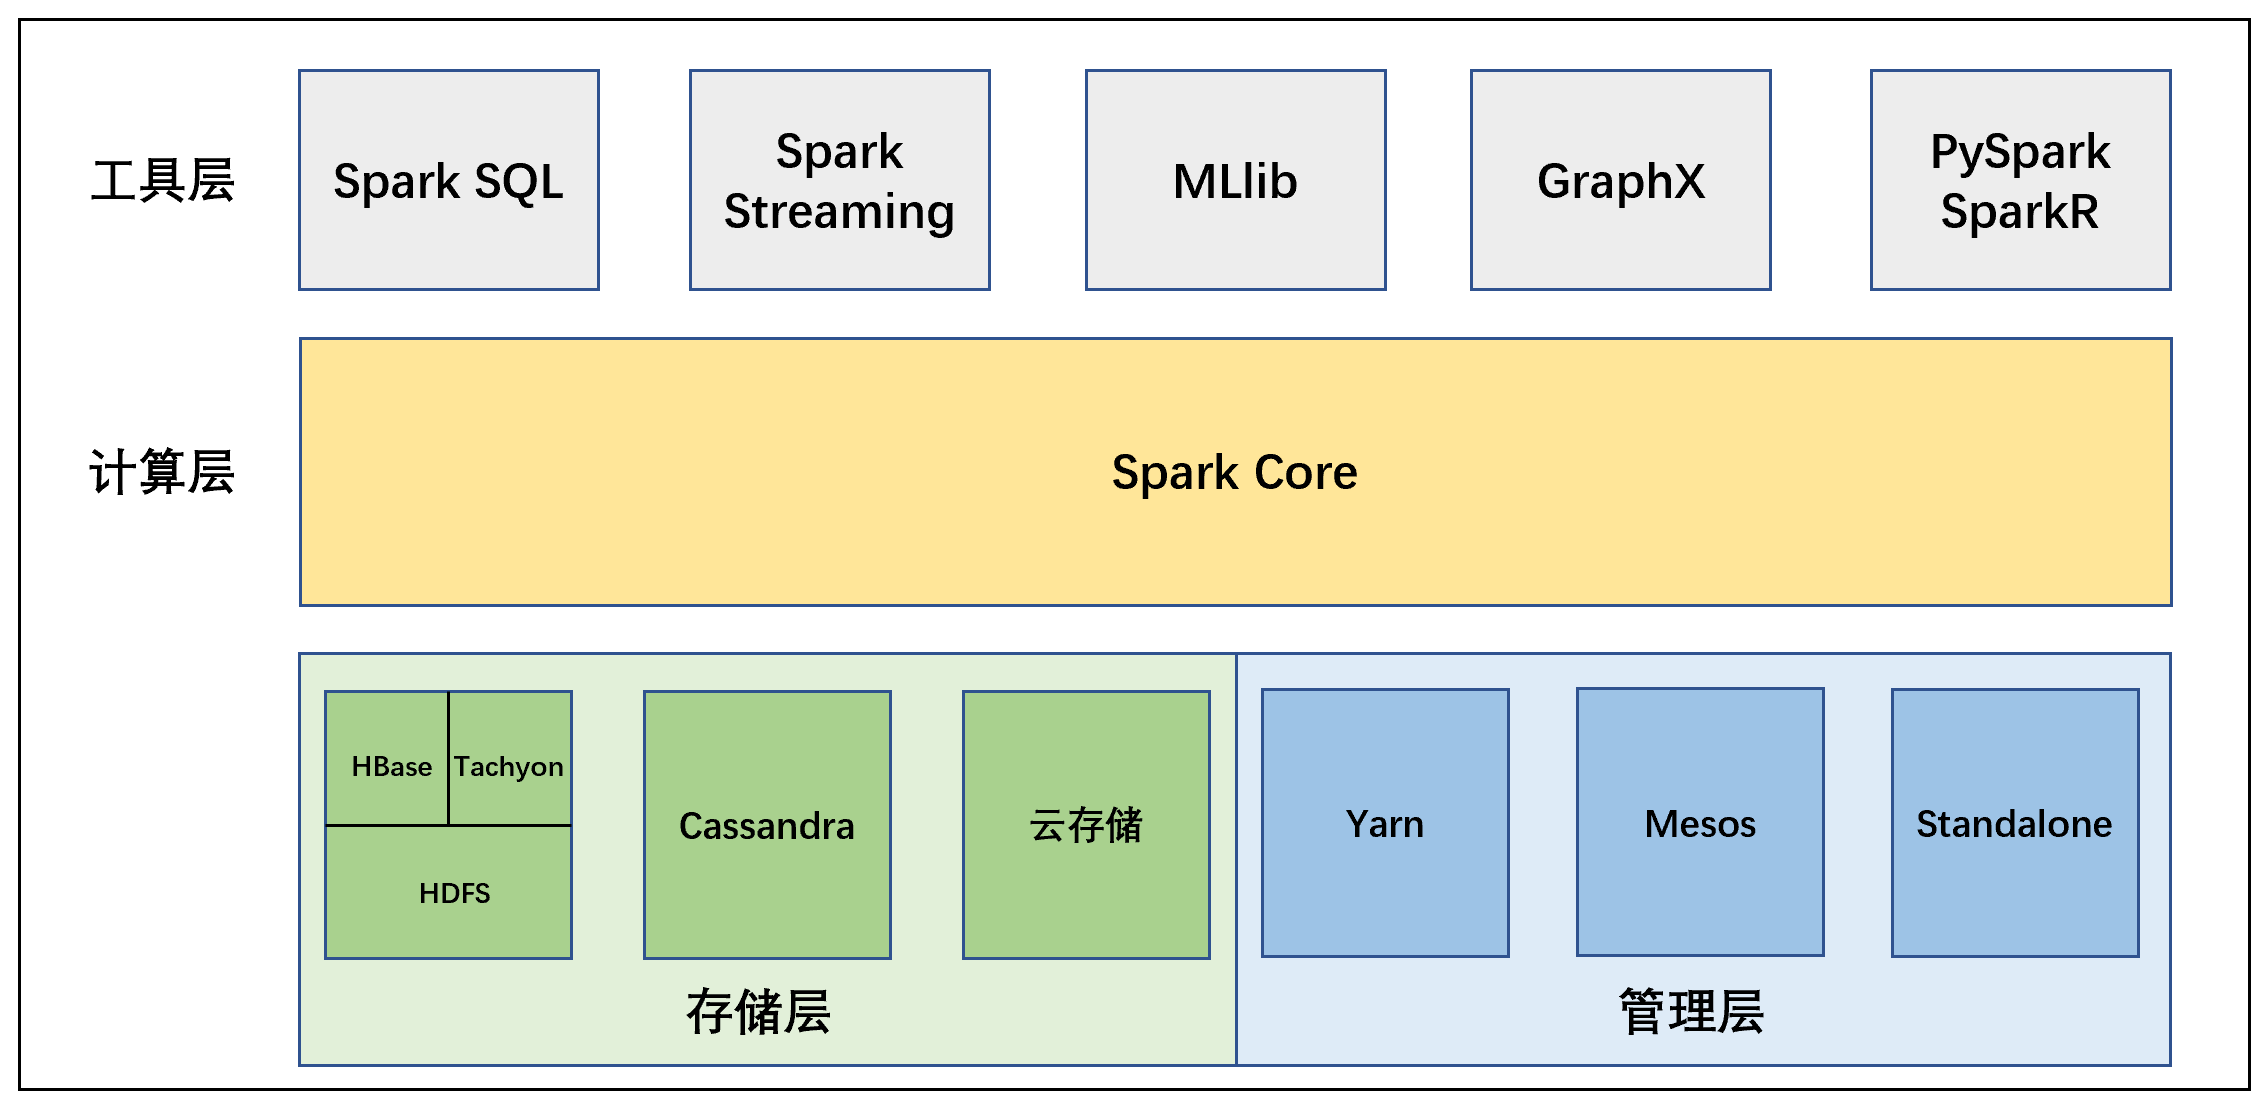 工具层
Spark SQL
Spark
Streaming
MLlib
GraphX
PySpark
SparkR
计算层
Spark Core
HBase
Tachyon
HDFS
Cassandra
云存储
存储层
Yarn
Mesos
Standalone
管理层